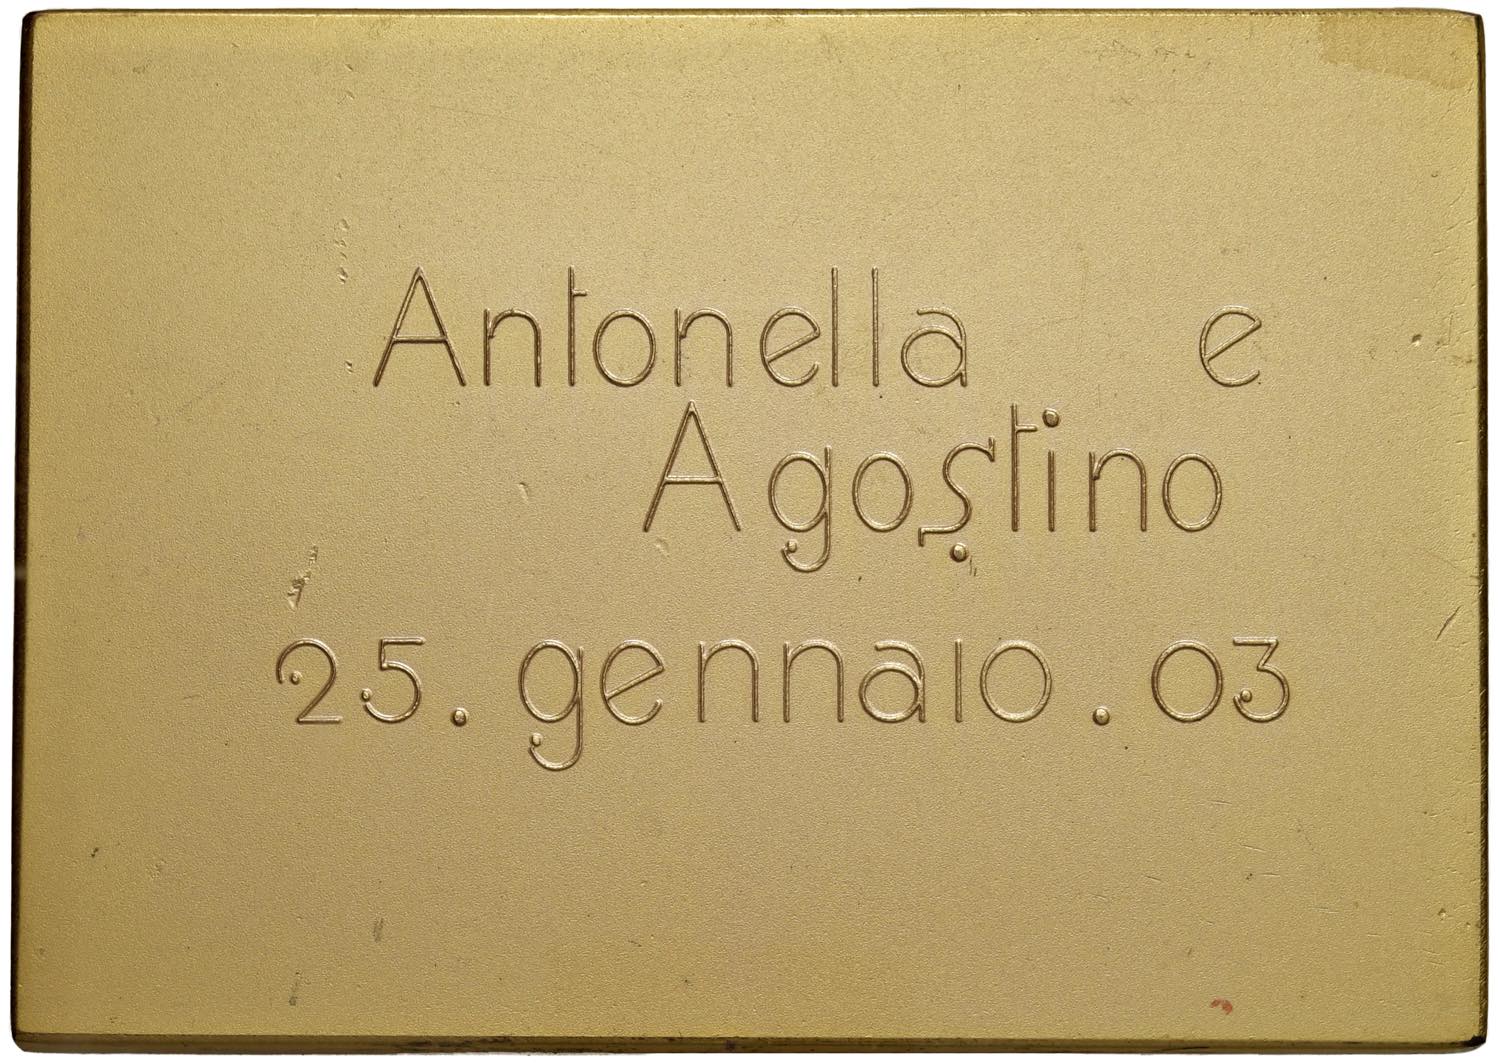 Antonella e
Agostino
25. gennaio. 03